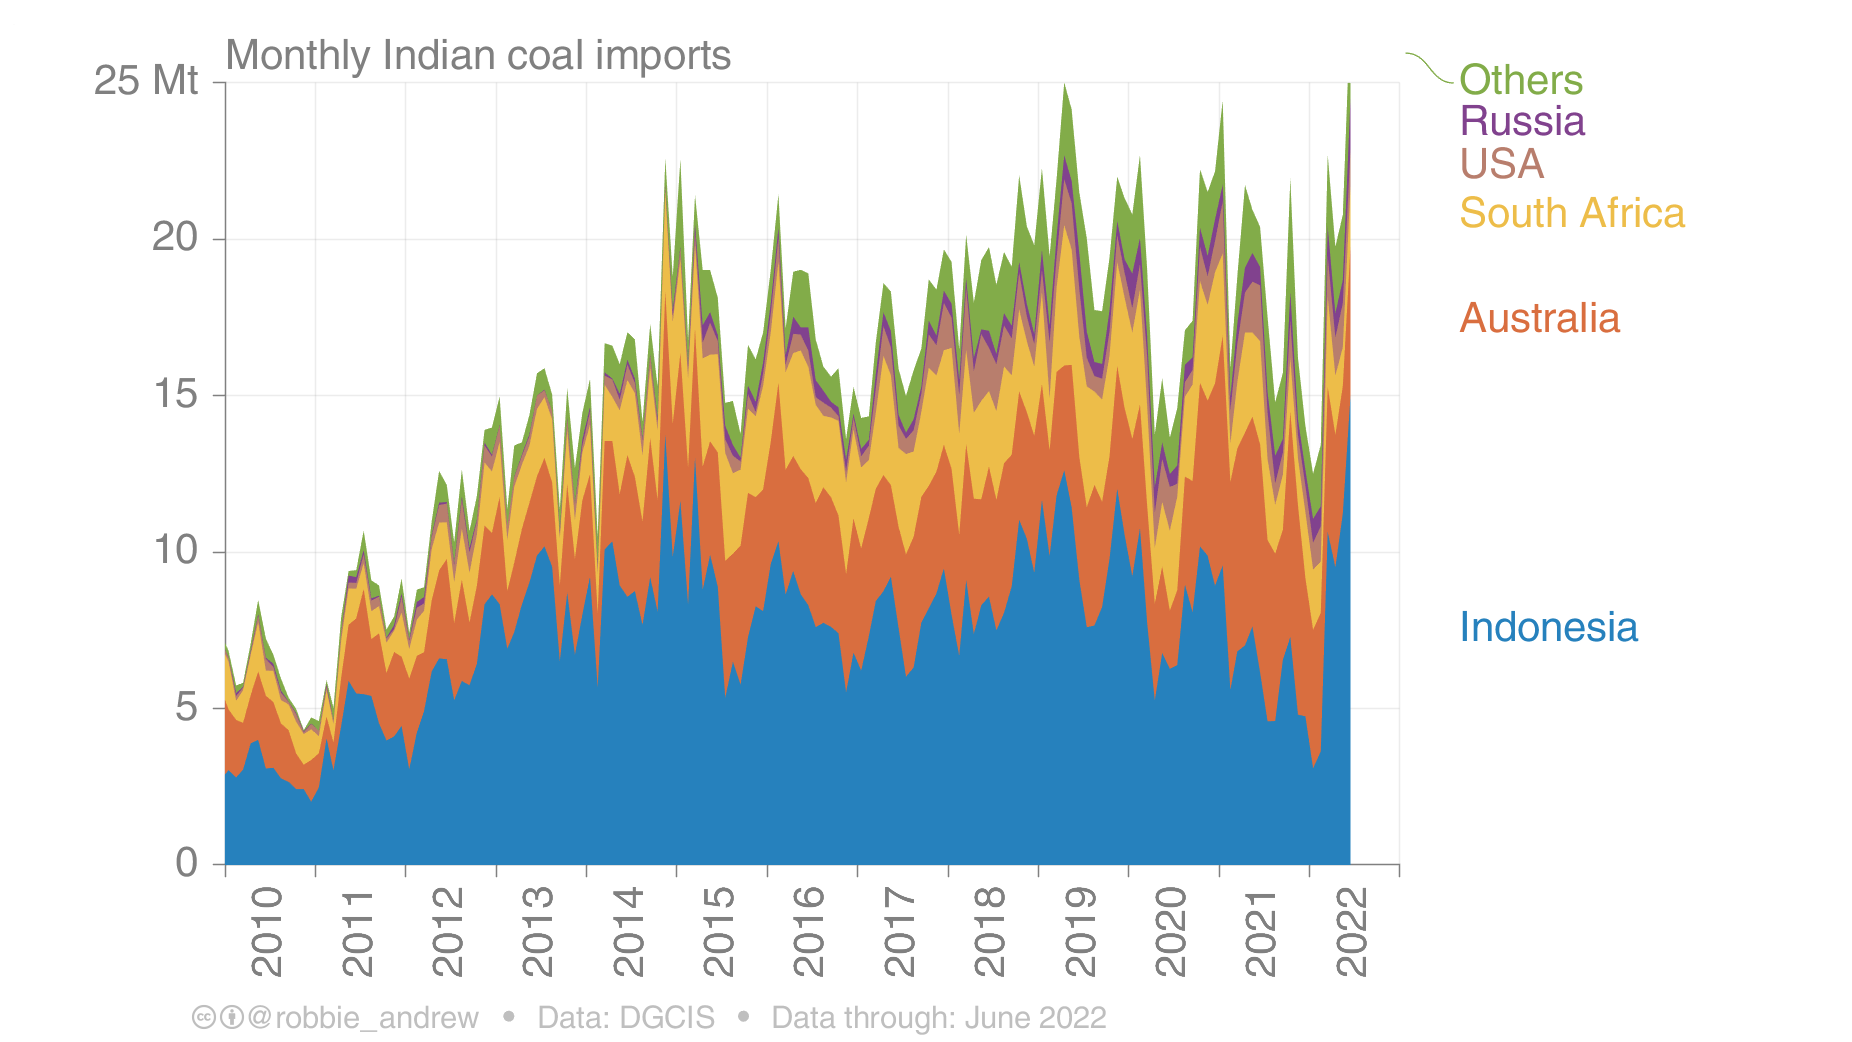 Monthly Indian coal imports
25 Mt
20
15
10
5
0
2010
2011
2012
2013
2014
2015
2016
2017
2018
2019
2020
2021
2022
Others
Russia
USA
South Africa
Australia
Indonesia
cc @robbie_andrew • Data: DGCIS • Data through: June 2022